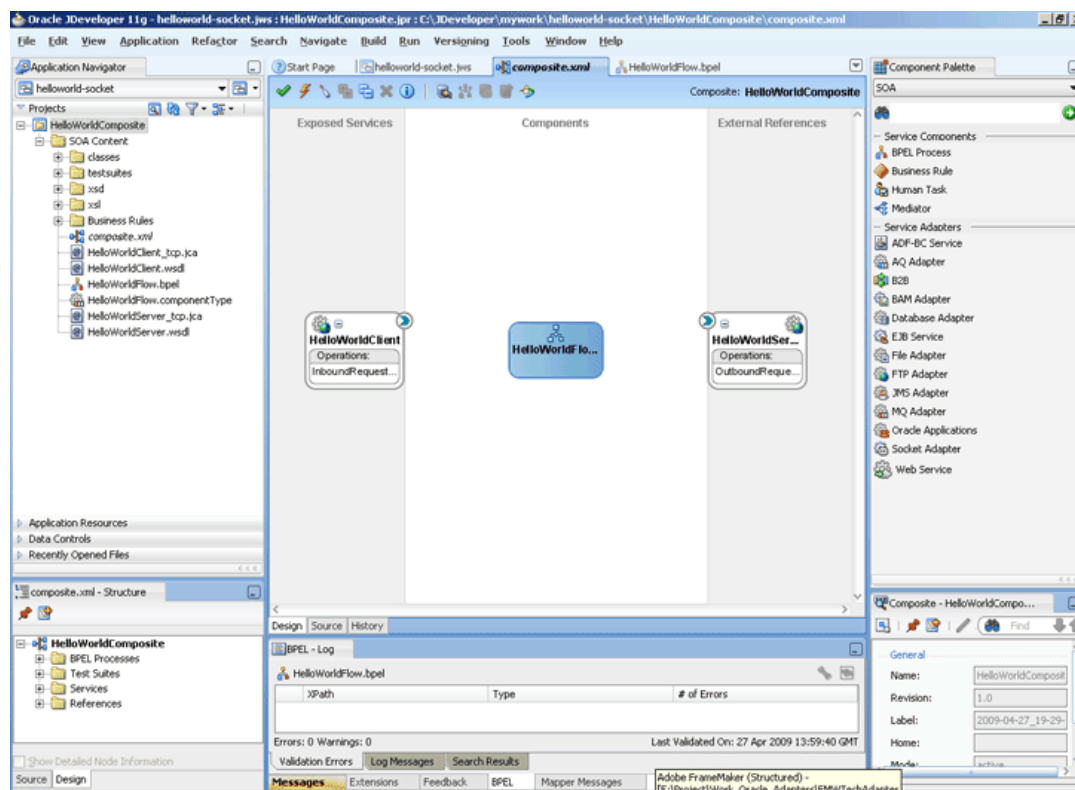 Oracle JDeveloper 11g - helloworld-socket.jws : HelloWorldComposite.jpr : C:\JDeveloper\mywork\helloworld-socket\HelloWorldComposite\composite.xml
File Edit View Application Refactor Search Navigate Build Run Versioning Tools Window Help
Application Navigator
helloworld-socket
Projects
HelloWorldComposite
SOA Content
classes
testsuites
xsd
xsl
Business Rules
composite.xml
HelloWorldClient_tcp.jca
HelloWorldClient.wsdl
HelloWorldFlow.bpel
HelloWorldFlow.componentType
HelloWorldServer_tcp.jca
HelloWorldServer.wsdl
Application Resources
Data Controls
Recently Opened Files
composite.xml - Structure
HelloWorldComposite
BPEL Processes
Test Suites
Services
References
Show Detailed Node Information
Source Design
Start Page helloworld-socket.jws composite.xml HelloWorldFlow.bpel
Composite: HelloWorldComposite
Exposed Services Components External References
HelloWorldClient
Operations:
InboundRequest...
HelloWorldFlo...
HelloWorldSer...
Operations:
OutboundReque...
Design Source History
BPEL - Log
HelloWorldFlow.bpel
XPath Type # of Errors
Errors: 0 Warnings: 0 Last Validated On: 27 Apr 2009 13:59:40 GMT
Validation Errors Log Messages Search Results
Messages Extensions Feedback BPEL Mapper Messages
Adobe FrameMaker (Structured) -
[F:\Project\Work_Oracle_Adapters\FMWTechAdapter
Component Palette
SOA
Service Components
BPEL Process
Business Rule
Human Task
Mediator
Service Adapters
ADF-BC Service
AQ Adapter
B2B
BAM Adapter
Database Adapter
EJB Service
File Adapter
FTP Adapter
JMS Adapter
MQ Adapter
Oracle Applications
Socket Adapter
Web Service
Composite - HelloWorldCompo...
Find
General
Name: HelloWorldComposit
Revision: 1.0
Label: 2009-04-27_19-29-
Home:
Mode: active